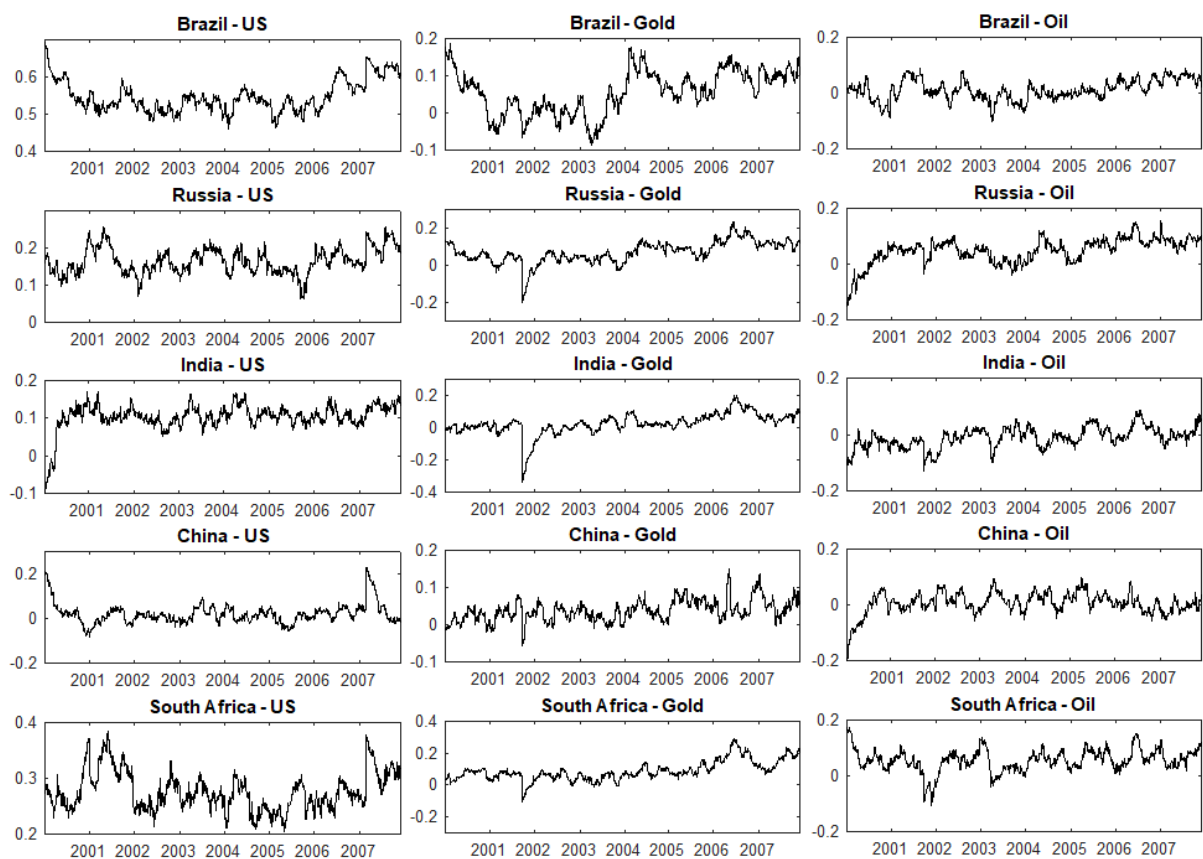 Brazil - US Brazil - Gold Brazil - Oil
0.6 0.2 0.2
0.5 0.1 0
0.4 0 -0.2
-0.1
2001 2002 2003 2004 2005 2006 2007 2001 2002 2003 2004 2005 2006 2007 2001 2002 2003 2004 2005 2006 2007
Russia - US Russia - Gold Russia - Oil
0.2 0.2 0.2
0.1 0 0
0 -0.2 -0.2
2001 2002 2003 2004 2005 2006 2007 2001 2002 2003 2004 2005 2006 2007 2001 2002 2003 2004 2005 2006 2007
India - US India - Gold India - Oil
0.2 0.2 0.2
0.1 0 0
0 -0.2 -0.2
-0.1 -0.4
2001 2002 2003 2004 2005 2006 2007 2001 2002 2003 2004 2005 2006 2007 2001 2002 2003 2004 2005 2006 2007
China - US China - Gold China - Oil
0.2 0.2 0.2
0 0.1 0
-0.2 0 -0.2
-0.1
2001 2002 2003 2004 2005 2006 2007 2001 2002 2003 2004 2005 2006 2007 2001 2002 2003 2004 2005 2006 2007
South Africa - US South Africa - Gold South Africa - Oil
0.4 0.4 0.2
0.3 0.2 0
0.2 0 -0.2
-0.2
2001 2002 2003 2004 2005 2006 2007 2001 2002 2003 2004 2005 2006 2007 2001 2002 2003 2004 2005 2006 2007